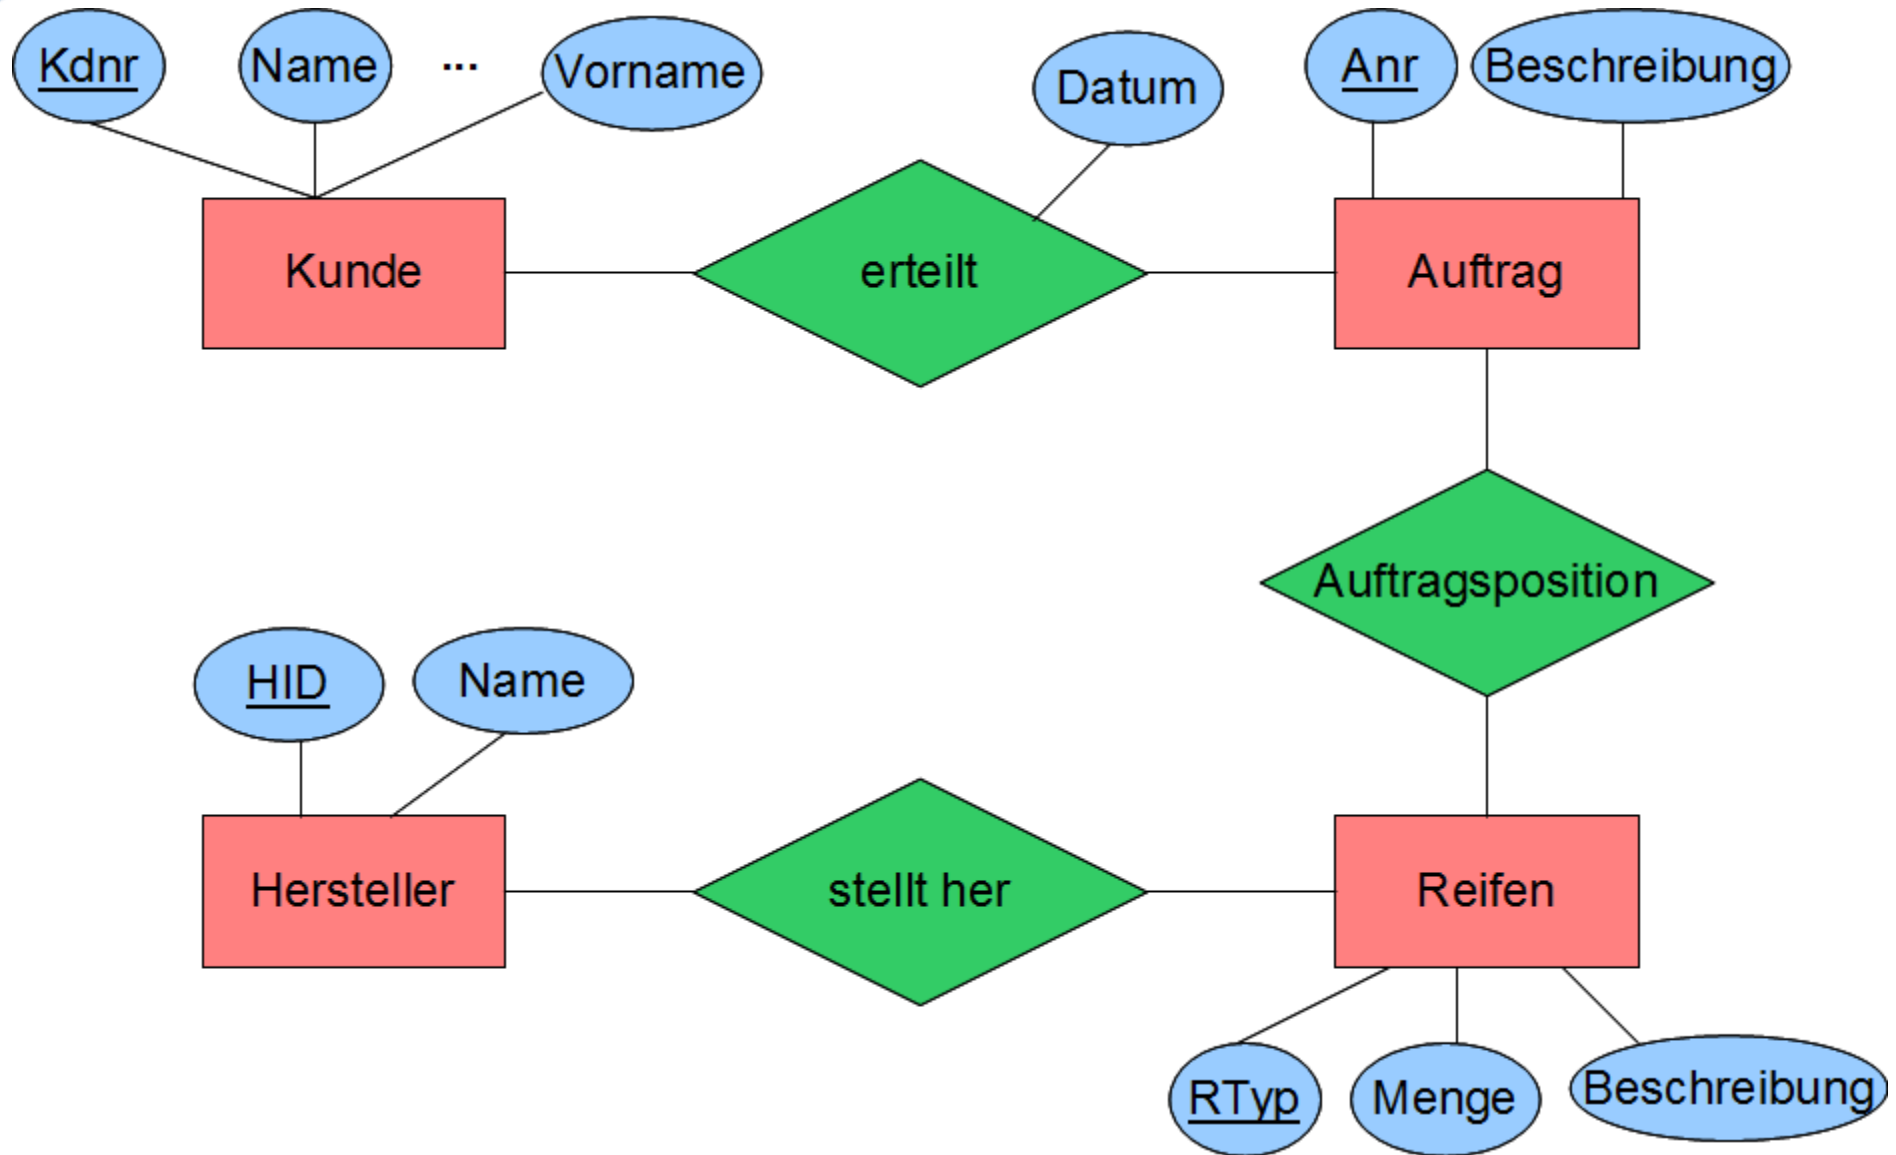 Kdnr
Name
...
Vorname
Datum
Anr
Beschreibung
Kunde
erteilt
Auftrag
Auftragsposition
HID
Name
Hersteller
stellt her
Reifen
RTyp
Menge
Beschreibung